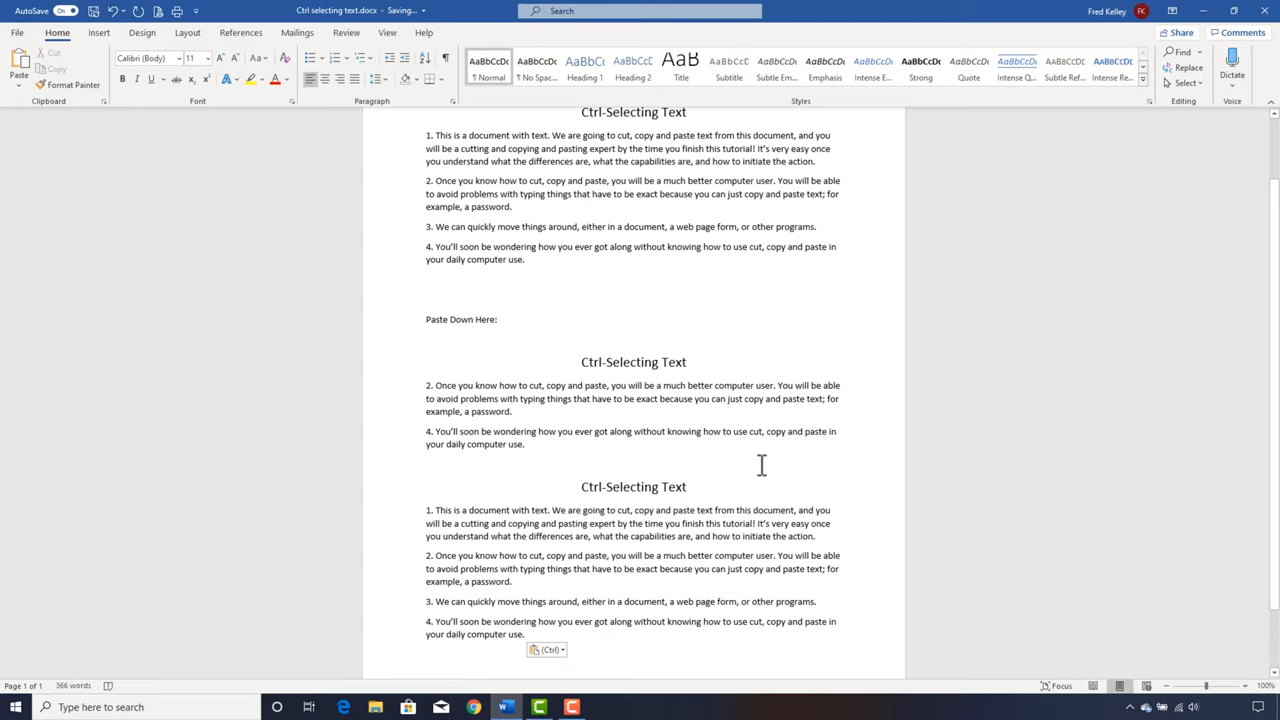 AutoSave On Ctrl selecting text.docx - Saving... Search Fred Kelley FK
File Home Insert Design Layout References Mailings Review View Help Share Comments
Paste Cut Copy Format Painter
Calibri (Body) 11 Aa
B I U ab x₂ x² A A
AaBbCcDc AaBbCcDc AaBbCc AaBbCcD AaB AaBbCcD AaBbCcDt AaBbCcDt AaBbCcDt AaBbCcDc AaBbCcDt AaBbCcDt AaBbCcDt AaBbCcDt
¶ Normal ¶ No Spac... Heading 1 Heading 2 Title Subtitle Subtle Em... Emphasis Intense E... Strong Quote Intense Q... Subtle Ref... Intense Re...
Find
Replace
Select
Dictate
Clipboard Font Paragraph Styles Editing Voice
Ctrl-Selecting Text
1. This is a document with text. We are going to cut, copy and paste text from this document, and you
will be a cutting and copying and pasting expert by the time you finish this tutorial! It's very easy once
you understand what the differences are, what the capabilities are, and how to initiate the action.
2. Once you know how to cut, copy and paste, you will be a much better computer user. You will be able
to avoid problems with typing things that have to be exact because you can just copy and paste text; for
example, a password.
3. We can quickly move things around, either in a document, a web page form, or other programs.
4. You'll soon be wondering how you ever got along without knowing how to use cut, copy and paste in
your daily computer use.
Paste Down Here:
Ctrl-Selecting Text
2. Once you know how to cut, copy and paste, you will be a much better computer user. You will be able
to avoid problems with typing things that have to be exact because you can just copy and paste text; for
example, a password.
4. You'll soon be wondering how you ever got along without knowing how to use cut, copy and paste in
your daily computer use.
Ctrl-Selecting Text
1. This is a document with text. We are going to cut, copy and paste text from this document, and you
will be a cutting and copying and pasting expert by the time you finish this tutorial! It's very easy once
you understand what the differences are, what the capabilities are, and how to initiate the action.
2. Once you know how to cut, copy and paste, you will be a much better computer user. You will be able
to avoid problems with typing things that have to be exact because you can just copy and paste text; for
example, a password.
3. We can quickly move things around, either in a document, a web page form, or other programs.
4. You'll soon be wondering how you ever got along without knowing how to use cut, copy and paste in
your daily computer use.
(Ctrl)
Page 1 of 1 366 words Focus 100%
Type here to search